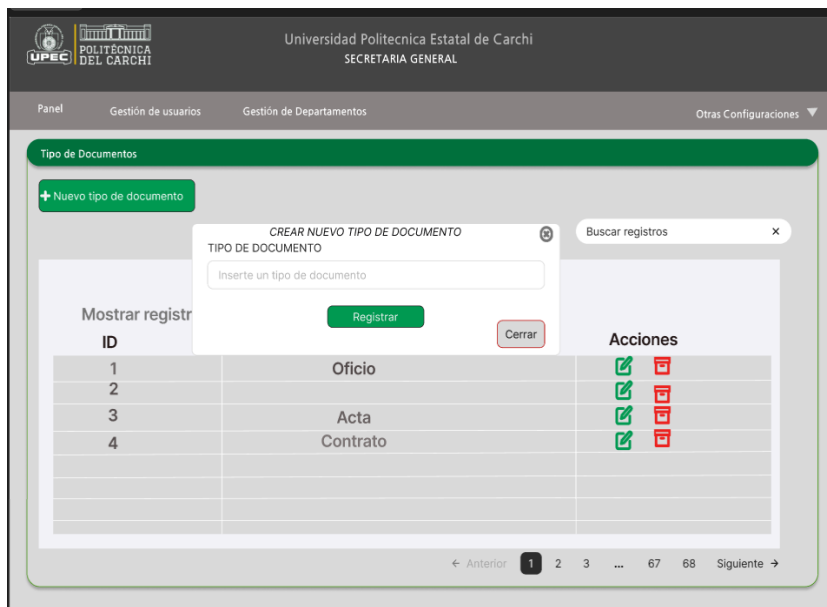 UPEC
POLITÉCNICA
DEL CARCHI
Universidad Politecnica Estatal de Carchi
SECRETARIA GENERAL
Panel
Gestión de usuarios
Gestión de Departamentos
Otras Configuraciones
Tipo de Documentos
+ Nuevo tipo de documento
CREAR NUEVO TIPO DE DOCUMENTO
TIPO DE DOCUMENTO
Inserte un tipo de documento
Registrar
Cerrar
Buscar registros ×
Mostrar registr
ID
Acciones
1 Oficio
2
3 Acta
4 Contrato
← Anterior 1 2 3 ... 67 68 Siguiente →